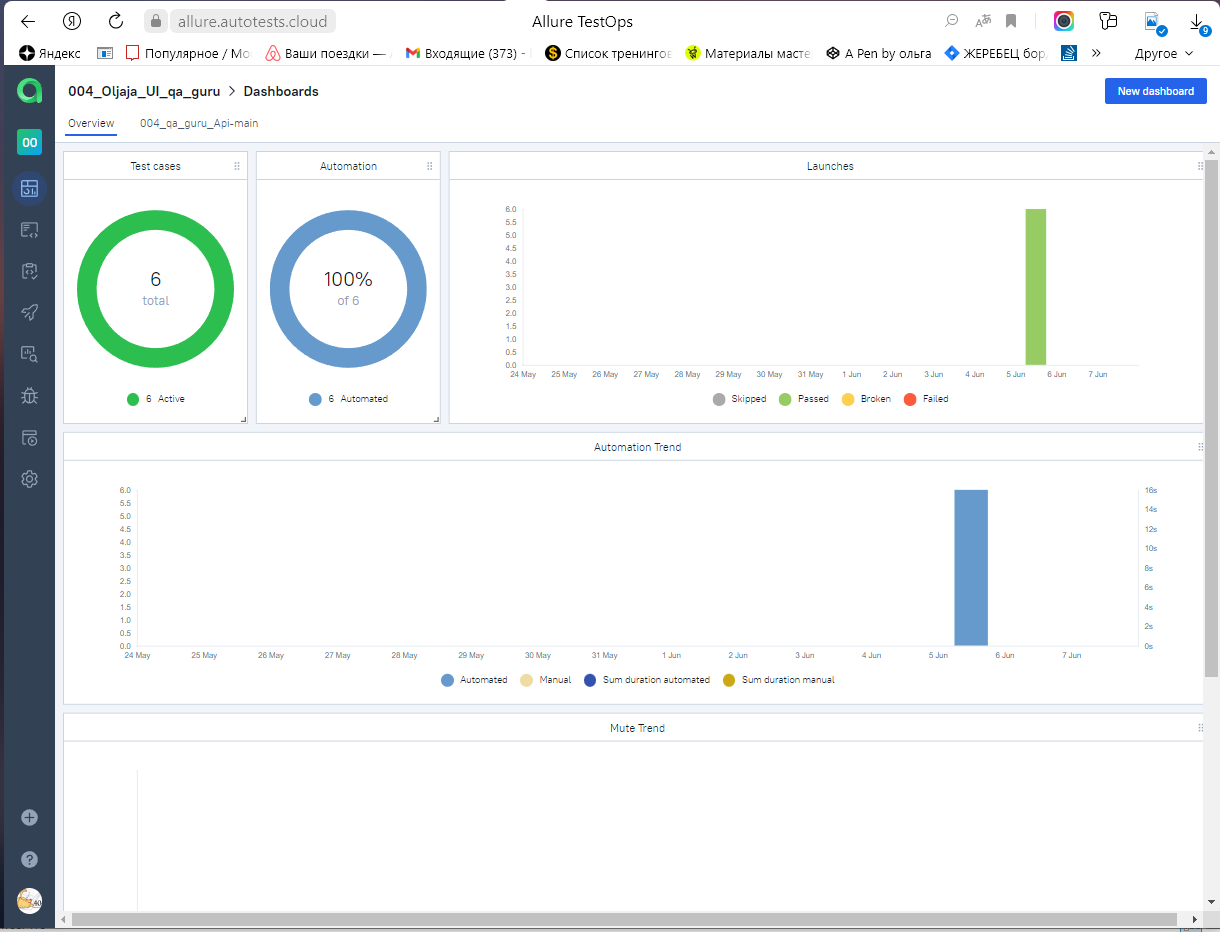 allure.autotests.cloud Allure TestOps 9
Яндекс Популярное / Мо Ваши поездки — Входящие (373) - Список тренингов Материалы масте A Pen by ольга ЖЕРЕБЕЦ бор » Другое
004_Oljaja_UI_qa_guru > Dashboards New dashboard
Overview 004_qa_guru_Api-main
00
Test cases Automation Launches
6
total
6 Active
100%
of 6
6 Automated
6.0
5.5
5.0
4.5
4.0
3.5
3.0
2.5
2.0
1.5
1.0
0.5
0.0
24 May 25 May 26 May 27 May 28 May 29 May 30 May 31 May 1 Jun 2 Jun 3 Jun 4 Jun 5 Jun 6 Jun 7 Jun
Skipped Passed Broken Failed
Automation Trend
6.0
5.5
5.0
4.5
4.0
3.5
3.0
2.5
2.0
1.5
1.0
0.5
0.0
16s
14s
12s
10s
8s
6s
4s
2s
0s
24 May 25 May 26 May 27 May 28 May 29 May 30 May 31 May 1 Jun 2 Jun 3 Jun 4 Jun 5 Jun 6 Jun 7 Jun
Automated Manual Sum duration automated Sum duration manual
Mute Trend